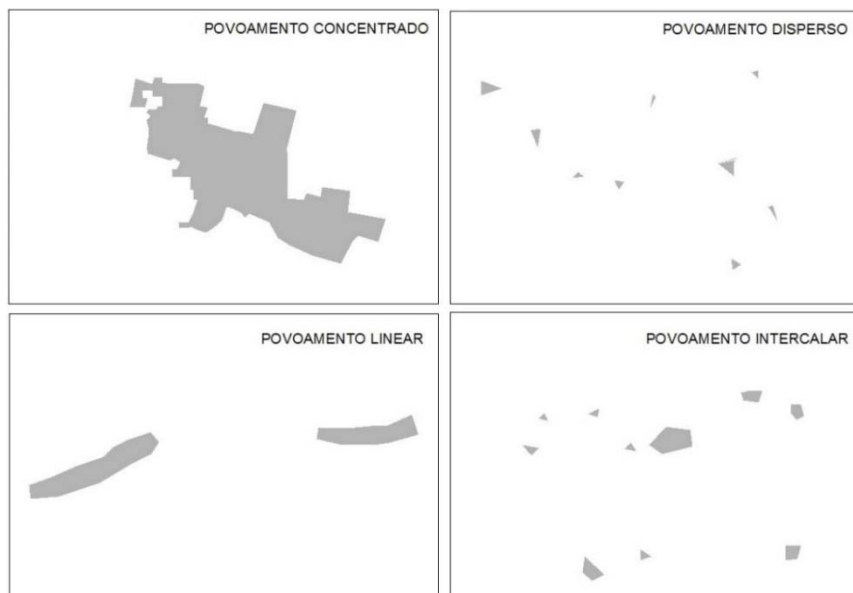 POVOAMENTO CONCENTRADO
POVOAMENTO DISPERSO
POVOAMENTO LINEAR
POVOAMENTO INTERCALAR